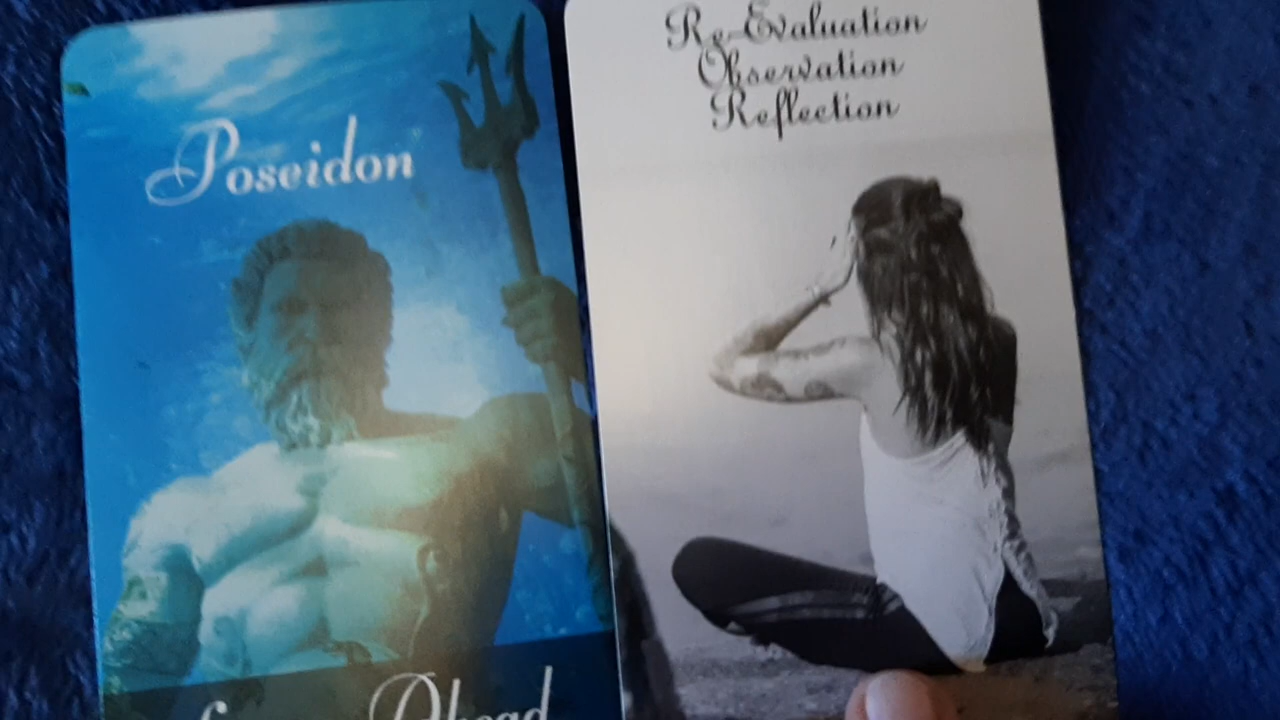 Poseidon
Ahead
Re-Evaluation
Observation
Reflection